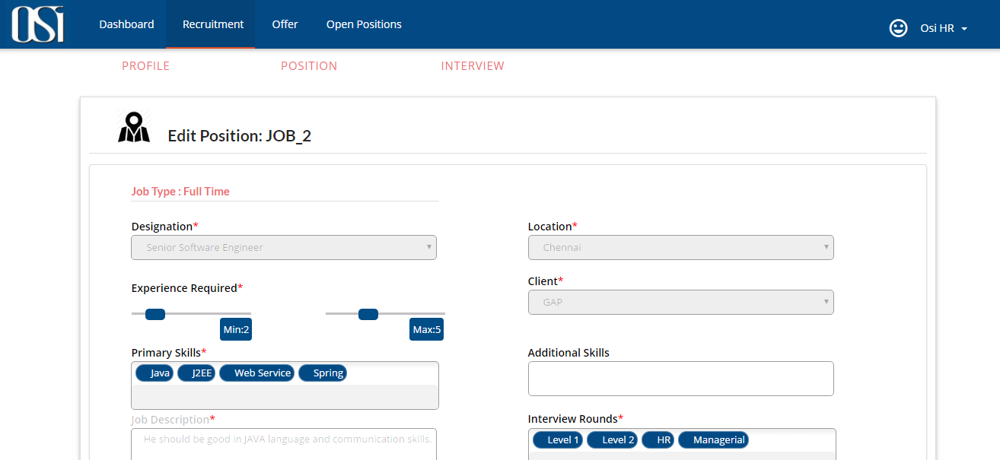 OSi
Dashboard Recruitment Offer Open Positions Osi HR
PROFILE POSITION INTERVIEW
Edit Position: JOB_2
Job Type : Full Time
Designation* Location*
Senior Software Engineer Chennai
Experience Required* Client*
GAP
Min:2 Max:5
Primary Skills* Additional Skills
Java J2EE Web Service Spring
Job Description* Interview Rounds*
He should be good in JAVA language and communication skills. Level 1 Level 2 HR Managerial